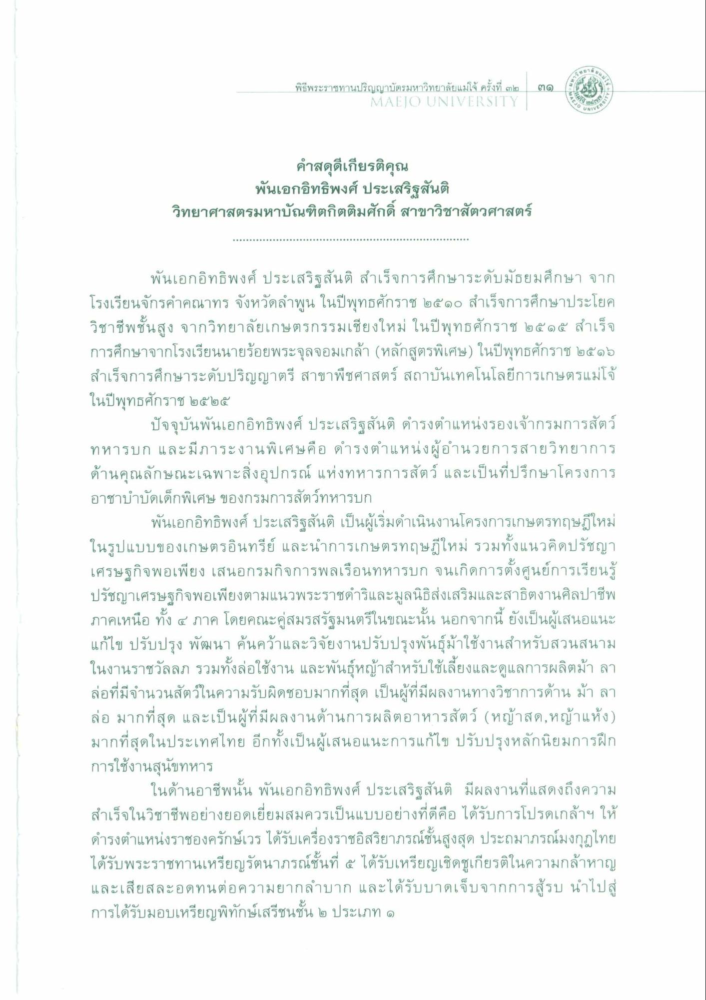 พิธีพระราชทานปริญญาบัตรมหาวิทยาลัยแม่โจ้ ครั้งที่ ๓๒ ๓๑
MAEJO UNIVERSITY
มหาวิทยาลัยแม่โจ้
แม่โจ้ ๒๔๗๗
MAEJO UNIVERSITY
คำสดุดีเกียรติคุณ
พันเอกอิทธิพงศ์ ประเสริฐสันติ
วิทยาศาสตรมหาบัณฑิตกิตติมศักดิ์ สาขาวิชาสัตวศาสตร์
........................................................................
พันเอกอิทธิพงศ์ ประเสริฐสันติ สำเร็จการศึกษาระดับมัธยมศึกษา จาก
โรงเรียนจักรคำคณาทร จังหวัดลำพูน ในปีพุทธศักราช ๒๕๑๐ สำเร็จการศึกษาประโยค
วิชาชีพชั้นสูง จากวิทยาลัยเกษตรกรรมเชียงใหม่ ในปีพุทธศักราช ๒๕๑๕ สำเร็จ
การศึกษาจากโรงเรียนนายร้อยพระจุลจอมเกล้า (หลักสูตรพิเศษ) ในปีพุทธศักราช ๒๕๑๖
สำเร็จการศึกษาระดับปริญญาตรี สาขาพืชศาสตร์ สถาบันเทคโนโลยีการเกษตรแม่โจ้
ในปีพุทธศักราช ๒๕๒๕
ปัจจุบันพันเอกอิทธิพงศ์ ประเสริฐสันติ ดำรงตำแหน่งรองเจ้ากรมการสัตว์
ทหารบก และมีภาระงานพิเศษคือ ดำรงตำแหน่งผู้อำนวยการสายวิทยาการ
ด้านคุณลักษณะเฉพาะสิ่งอุปกรณ์ แห่งทหารการสัตว์ และเป็นที่ปรึกษาโครงการ
อาชาบำบัดเด็กพิเศษ ของกรมการสัตว์ทหารบก
พันเอกอิทธิพงศ์ ประเสริฐสันติ เป็นผู้เริ่มดำเนินงานโครงการเกษตรทฤษฎีใหม่
ในรูปแบบของเกษตรอินทรีย์ และนำการเกษตรทฤษฎีใหม่ รวมทั้งแนวคิดปรัชญา
เศรษฐกิจพอเพียง เสนอกรมกิจการพลเรือนทหารบก จนเกิดการตั้งศูนย์การเรียนรู้
ปรัชญาเศรษฐกิจพอเพียงตามแนวพระราชดำริและมูลนิธิส่งเสริมและสาธิตงานศิลปาชีพ
ภาคเหนือ ทั้ง ๔ ภาค โดยคณะคู่สมรสรัฐมนตรีในขณะนั้น นอกจากนี้ ยังเป็นผู้เสนอแนะ
แก้ไข ปรับปรุง พัฒนา ค้นคว้าและวิจัยงานปรับปรุงพันธุ์ม้าใช้งานสำหรับสวนสนาม
ในงานราชวัลลภ รวมทั้งล่อใช้งาน และพันธุ์หญ้าสำหรับใช้เลี้ยงและดูแลการผลิตม้า ลา
ล่อที่มีจำนวนสัตว์ในความรับผิดชอบมากที่สุด เป็นผู้ที่มีผลงานทางวิชาการด้าน ม้า ลา
ล่อ มากที่สุด และเป็นผู้ที่มีผลงานด้านการผลิตอาหารสัตว์ (หญ้าสด,หญ้าแห้ง)
มากที่สุดในประเทศไทย อีกทั้งเป็นผู้เสนอแนะการแก้ไข ปรับปรุงหลักนิยมการฝึก
การใช้งานสุนัขทหาร
ในด้านอาชีพนั้น พันเอกอิทธิพงศ์ ประเสริฐสันติ มีผลงานที่แสดงถึงความ
สำเร็จในวิชาชีพอย่างยอดเยี่ยมสมควรเป็นแบบอย่างที่ดีคือ ได้รับการโปรดเกล้าฯ ให้
ดำรงตำแหน่งราชองครักษ์เวร ได้รับเครื่องราชอิสริยาภรณ์ชั้นสูงสุด ประถมาภรณ์มงกุฎไทย
ได้รับพระราชทานเหรียญรัตนาภรณ์ชั้นที่ ๕ ได้รับเหรียญเชิดชูเกียรติในความกล้าหาญ
และเสียสละอดทนต่อความยากลำบาก และได้รับบาดเจ็บจากการสู้รบ นำไปสู่
การได้รับมอบเหรียญพิทักษ์เสรีชนชั้น ๒ ประเภท ๑